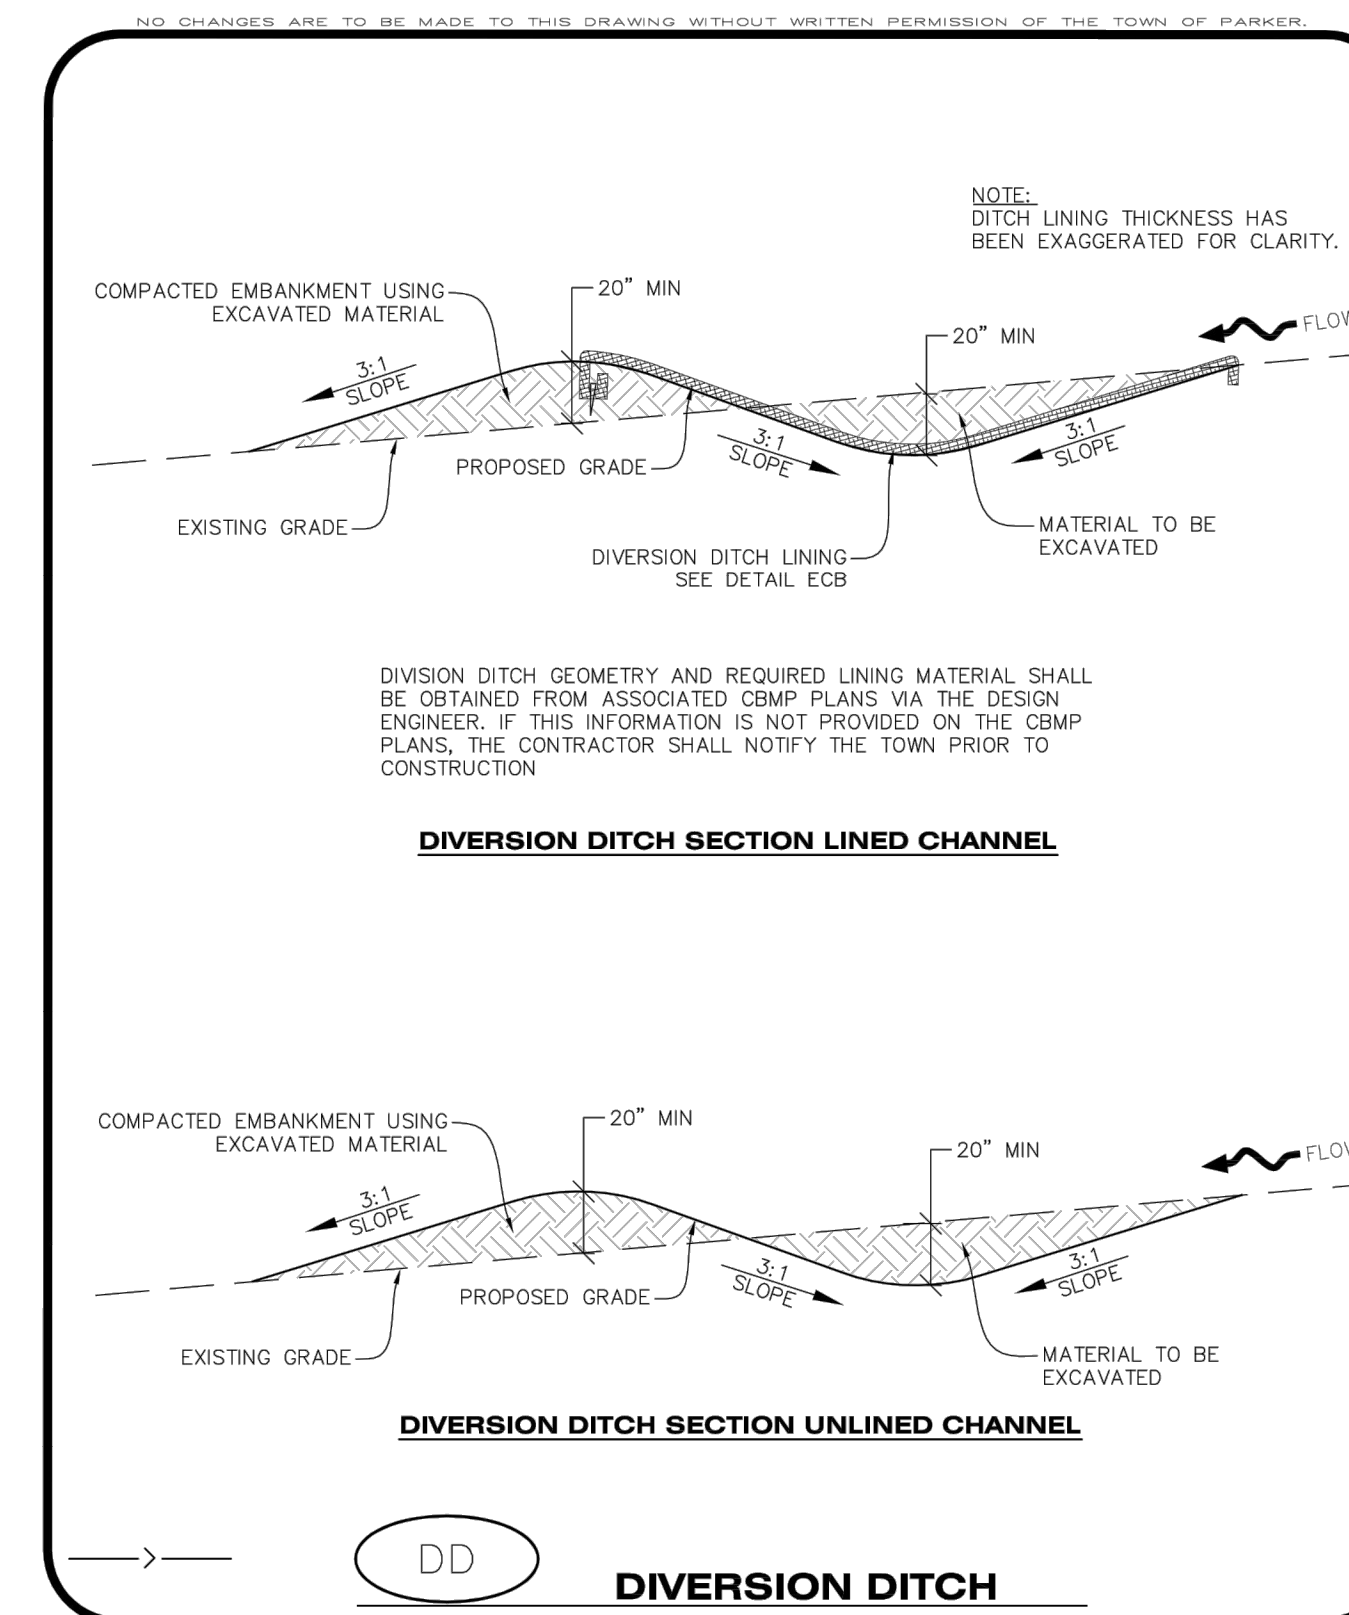 NO CHANGES ARE TO BE MADE TO THIS DRAWING WITHOUT WRITTEN PERMISSION OF THE TOWN OF PARKER.
NOTE:
DITCH LINING THICKNESS HAS
BEEN EXAGGERATED FOR CLARITY.
COMPACTED EMBANKMENT USING
EXCAVATED MATERIAL
20” MIN
20” MIN
FLOW
3:1
SLOPE
3:1
SLOPE
3:1
SLOPE
PROPOSED GRADE
EXISTING GRADE
MATERIAL TO BE
EXCAVATED
DIVERSION DITCH LINING
SEE DETAIL ECB
DIVISION DITCH GEOMETRY AND REQUIRED LINING MATERIAL SHALL
BE OBTAINED FROM ASSOCIATED CBMP PLANS VIA THE DESIGN
ENGINEER. IF THIS INFORMATION IS NOT PROVIDED ON THE CBMP
PLANS, THE CONTRACTOR SHALL NOTIFY THE TOWN PRIOR TO
CONSTRUCTION
DIVERSION DITCH SECTION LINED CHANNEL
COMPACTED EMBANKMENT USING
EXCAVATED MATERIAL
20” MIN
20” MIN
FLOW
3:1
SLOPE
3:1
SLOPE
3:1
SLOPE
PROPOSED GRADE
EXISTING GRADE
MATERIAL TO BE
EXCAVATED
DIVERSION DITCH SECTION UNLINED CHANNEL
DD
DIVERSION DITCH